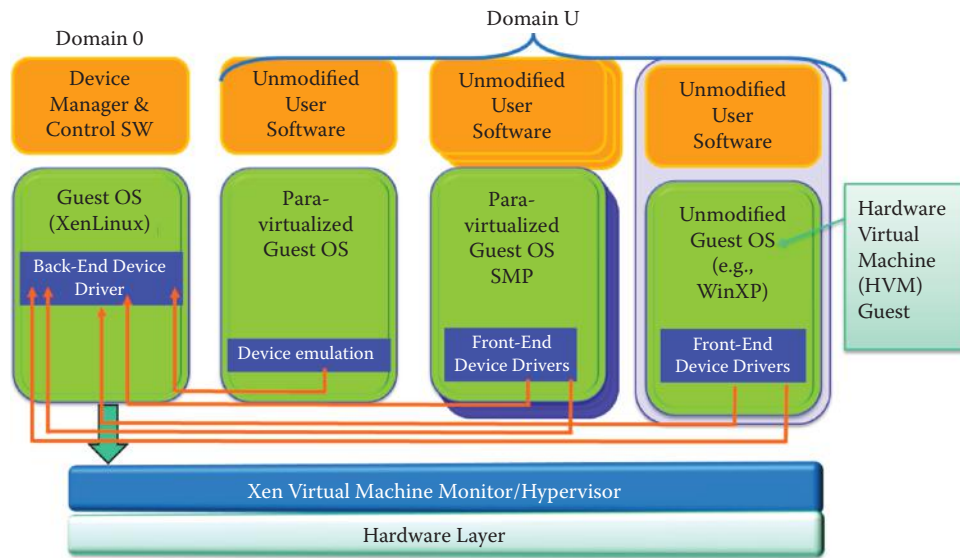 Domain U
Domain 0
Device
Manager &
Control SW
Unmodified
User
Software
Unmodified
User
Software
Unmodified
User
Software
Guest OS
(XenLinux)
Back-End Device
Driver
Para-
virtualized
Guest OS
Device emulation
Para-
virtualized
Guest OS
SMP
Front-End
Device Drivers
Unmodified
Guest OS
(e.g.,
WinXP)
Front-End
Device Drivers
Hardware
Virtual
Machine
(HVM)
Guest
Xen Virtual Machine Monitor/Hypervisor
Hardware Layer